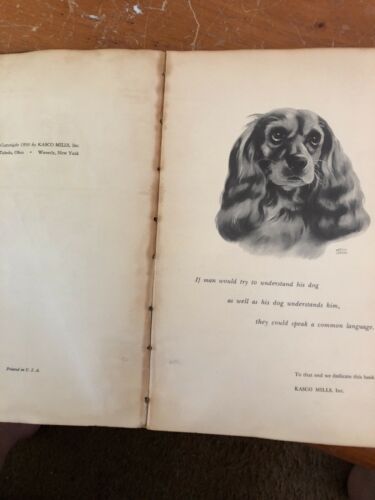 Copyright 1950 by KASCO MILLS, Inc.
Toledo, Ohio • Waverly, New York
Printed in U. S. A.
If man would try to understand his dog
as well as his dog understands him,
they could speak a common language.
To that end we dedicate this book
KASCO MILLS, Inc.